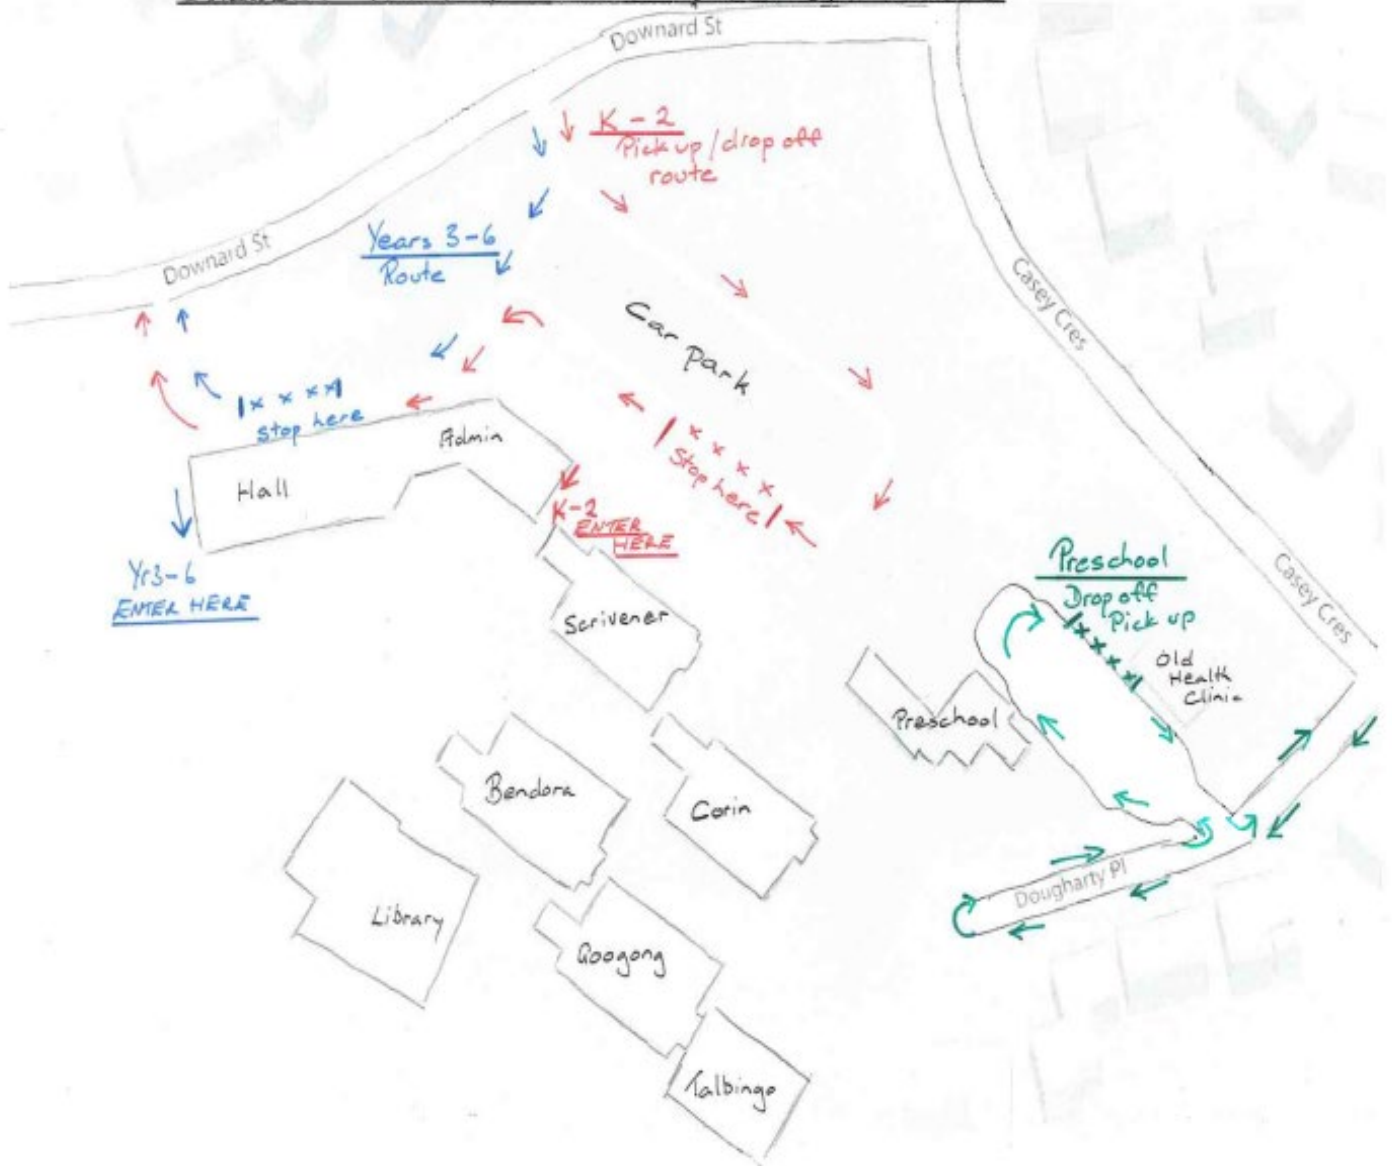 Downard St
K - 2
Pick up/drop off
route
Years 3-6
Route
Downard St
Casey Cres
Car Park
x x x x
Stop here
x x x x
Stop here
Admin
Hall
K-2
ENTER
HERE
Yr3-6
ENTER HERE
Scrivener
Preschool
Drop off
Pick up
x x x x
Casey Cres
Old
Health
Clinic
Preschool
Bendora
Corin
Library
Dougharty Pl
Googong
Talbingo